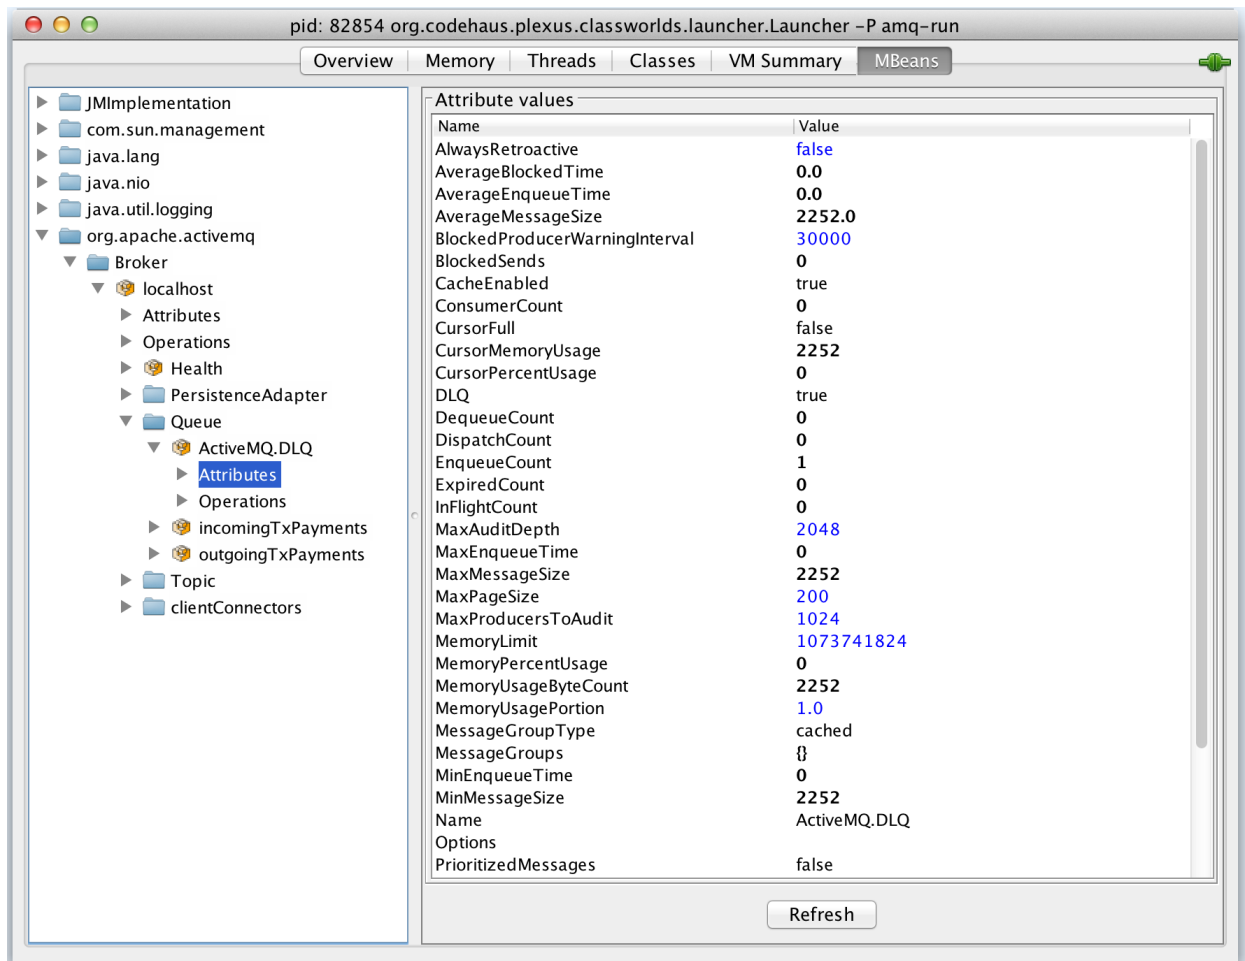 pid: 82854 org.codehaus.plexus.classworlds.launcher.Launcher -P amq-run
Overview Memory Threads Classes VM Summary MBeans
JMImplementation
com.sun.management
java.lang
java.nio
java.util.logging
org.apache.activemq
Broker
localhost
Attributes
Operations
Health
PersistenceAdapter
Queue
ActiveMQ.DLQ
Attributes
Operations
incomingTxPayments
outgoingTxPayments
Topic
clientConnectors
Attribute values
Name Value
AlwaysRetroactive false
AverageBlockedTime 0.0
AverageEnqueueTime 0.0
AverageMessageSize 2252.0
BlockedProducerWarningInterval 30000
BlockedSends 0
CacheEnabled true
ConsumerCount 0
CursorFull false
CursorMemoryUsage 2252
CursorPercentUsage 0
DLQ true
DequeueCount 0
DispatchCount 0
EnqueueCount 1
ExpiredCount 0
InFlightCount 0
MaxAuditDepth 2048
MaxEnqueueTime 0
MaxMessageSize 2252
MaxPageSize 200
MaxProducersToAudit 1024
MemoryLimit 1073741824
MemoryPercentUsage 0
MemoryUsageByteCount 2252
MemoryUsagePortion 1.0
MessageGroupType cached
MessageGroups {}
MinEnqueueTime 0
MinMessageSize 2252
Name ActiveMQ.DLQ
Options
PrioritizedMessages false
Refresh